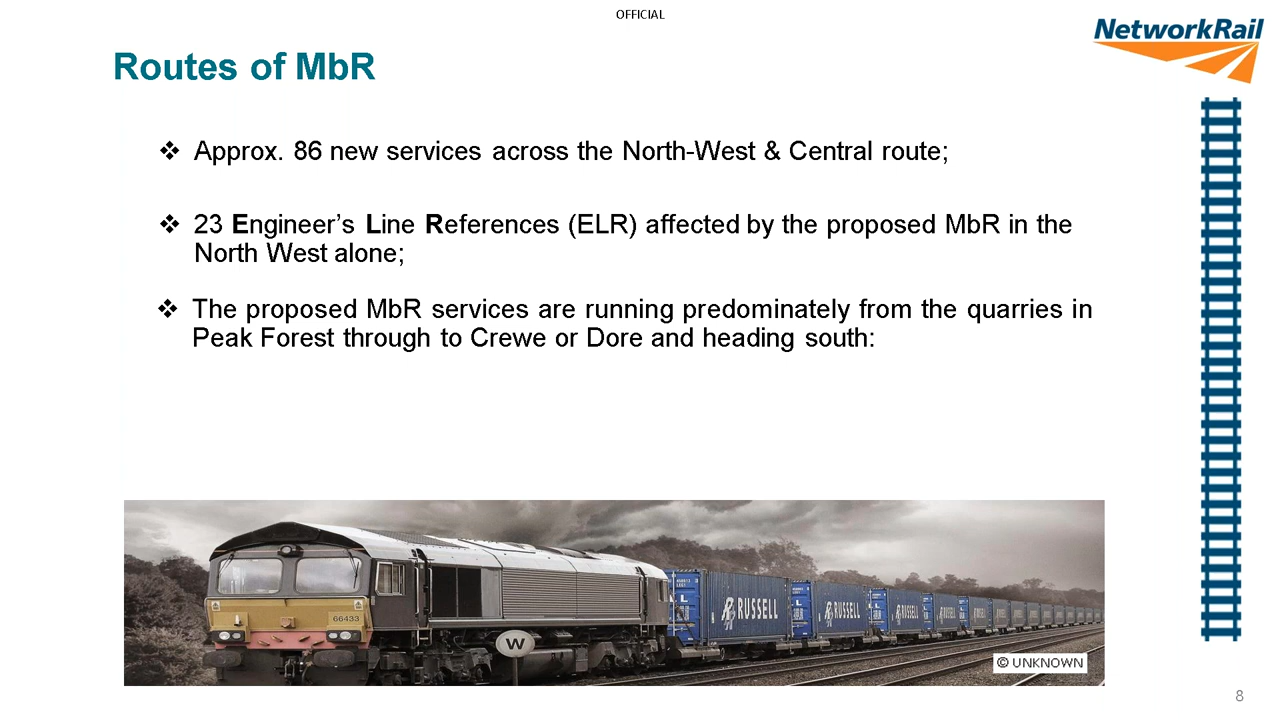 OFFICIAL
NetworkRail
Routes of MbR
❖ Approx. 86 new services across the North-West & Central route;
❖ 23 Engineer’s Line References (ELR) affected by the proposed MbR in the
North West alone;
❖ The proposed MbR services are running predominately from the quarries in
Peak Forest through to Crewe or Dore and heading south:
66433
W
RUSSELL
RUSSELL
RUSSELL
RUSSELL
© UNKNOWN
8